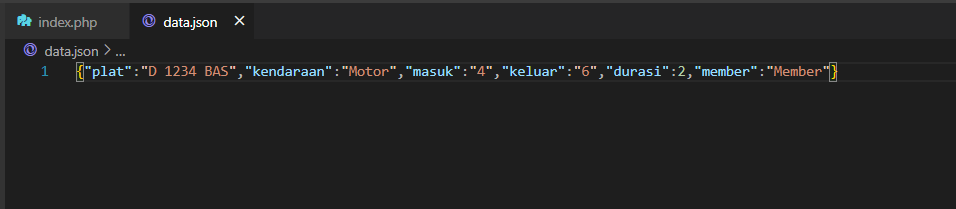 index.php data.json ×
data.json > ...
1 {"plat":"D 1234 BAS","kendaraan":"Motor","masuk":"4","keluar":"6","durasi":2,"member":"Member"}